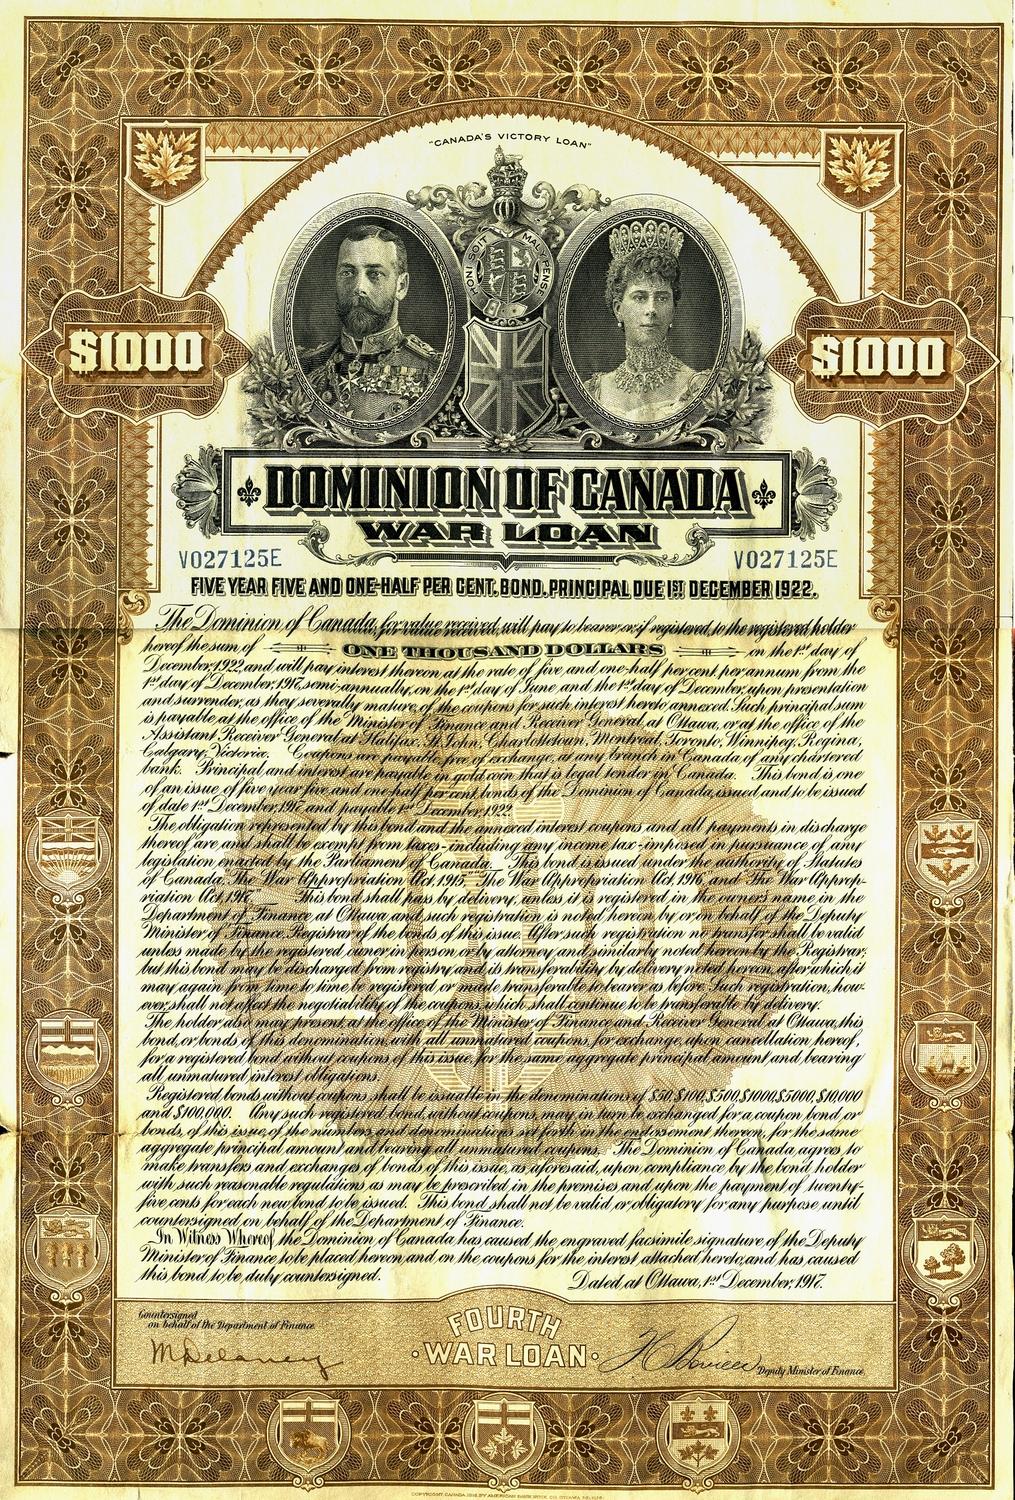 "CANADA'S VICTORY LOAN"
HONI SOIT MAL Y PENSE
$1000
$1000
DOMINION OF CANADA
WAR LOAN
V027125E
V027125E
FIVE YEAR FIVE AND ONE-HALF PER CENT. BOND. PRINCIPAL DUE 1ST DECEMBER 1922.
The Dominion of Canada, for value received, will pay to bearer, or if registered, to the registered holder
hereof the sum of ONE THOUSAND DOLLARS on the 1st day of
December, 1922, and will pay interest thereon at the rate of five, and one-half per cent per annum from the
1st day of December, 1917, semi-annually, on the 1st day of June and the 1st day of December, upon presentation
and surrender, as they severally mature, of the coupons for such interest hereto annexed. Such principal sum
is payable at the office of the Minister of Finance and Receiver General at Ottawa, or at the office of the
Assistant Receiver General at Halifax, St. John, Charlottetown, Montreal, Toronto, Winnipeg, Regina,
Calgary, Victoria. Coupons are payable, free of exchange, at any branch in Canada of any chartered
bank. Principal and interest are payable in gold coin that is legal tender in Canada. This bond is one
of an issue of five year, five and one-half per cent. bonds of the Dominion of Canada, issued and to be issued
of date 1st December, 1917 and payable 1st December, 1922.
The obligation represented by this bond and the annexed interest coupons and all payments in discharge
thereof are and shall be exempt from taxes-including any income tax-imposed in pursuance of any
legislation enacted by the Parliament of Canada. This bond is issued under the authority of Statutes
of Canada, "The War Appropriation Act, 1915," "The War Appropriation Act, 1916," and "The War Approp-
riation Act, 1917." This bond shall pass by delivery, unless it is registered in the owner's name in the
Department of Finance at Ottawa and such registration is noted hereon by or on behalf of the Deputy
Minister of Finance, Registrar of the bonds of this issue. After such registration no transfer shall be valid
unless made by the registered owner in person or by attorney and similarly noted hereon by the Registrar;
but this bond may be discharged from registry and its transferability by delivery noted hereon, after which it
may again from time to time be registered or made transferable to bearer as before. Such registration, how-
ever, shall not affect the negotiability of the coupons, which shall continue to be transferable by delivery.
The holder also may present, at the office of the Minister of Finance and Receiver General at Ottawa, this
bond, or bonds of this denomination, with all unmatured coupons, for exchange, upon cancellation hereof,
for a registered bond without coupons of this issue, for the same aggregate principal amount and bearing
all unmatured interest obligations.
Registered bonds without coupons, shall be issuable in the denominations of $50, $100, $500, $1000, $5000, $10,000
and $100,000. Any such registered bond, without coupons, may in turn be exchanged for a coupon bond, or
bonds, of this issue, of the numbers and denominations set forth in the endorsement thereon, for the same
aggregate principal amount and bearing all unmatured coupons. The Dominion of Canada agrees to
make transfers and exchanges of bonds of this issue, as aforesaid, upon compliance by the bond holder
with such reasonable regulations as may be prescribed, in the premises and upon the payment of twenty-
five cents for each new bond to be issued. This bond shall not be valid or obligatory for any purpose, until
countersigned on behalf of the Department of Finance.
In Witness Whereof the Dominion of Canada has caused the engraved facsimile, signature, of the Deputy
Minister of Finance to be placed hereon and on the coupons for the interest attached hereto, and has caused
this bond to be duly countersigned.
Dated at Ottawa, 1st December, 1917.
Countersigned
on behalf of the Department of Finance.
M Delaney
FOURTH
· WAR LOAN ·
Deputy Minister of Finance.